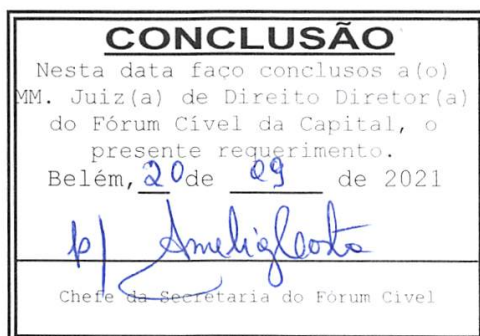 CONCLUSÃO
Nesta data faço conclusos a(o)
MM. Juiz(a) de Direito Diretor(a)
do Fórum Cível da Capital, o
presente requerimento.
Belém, 20 de 09 de 2021
p/
Chefe da Secretaria do Fórum Cível